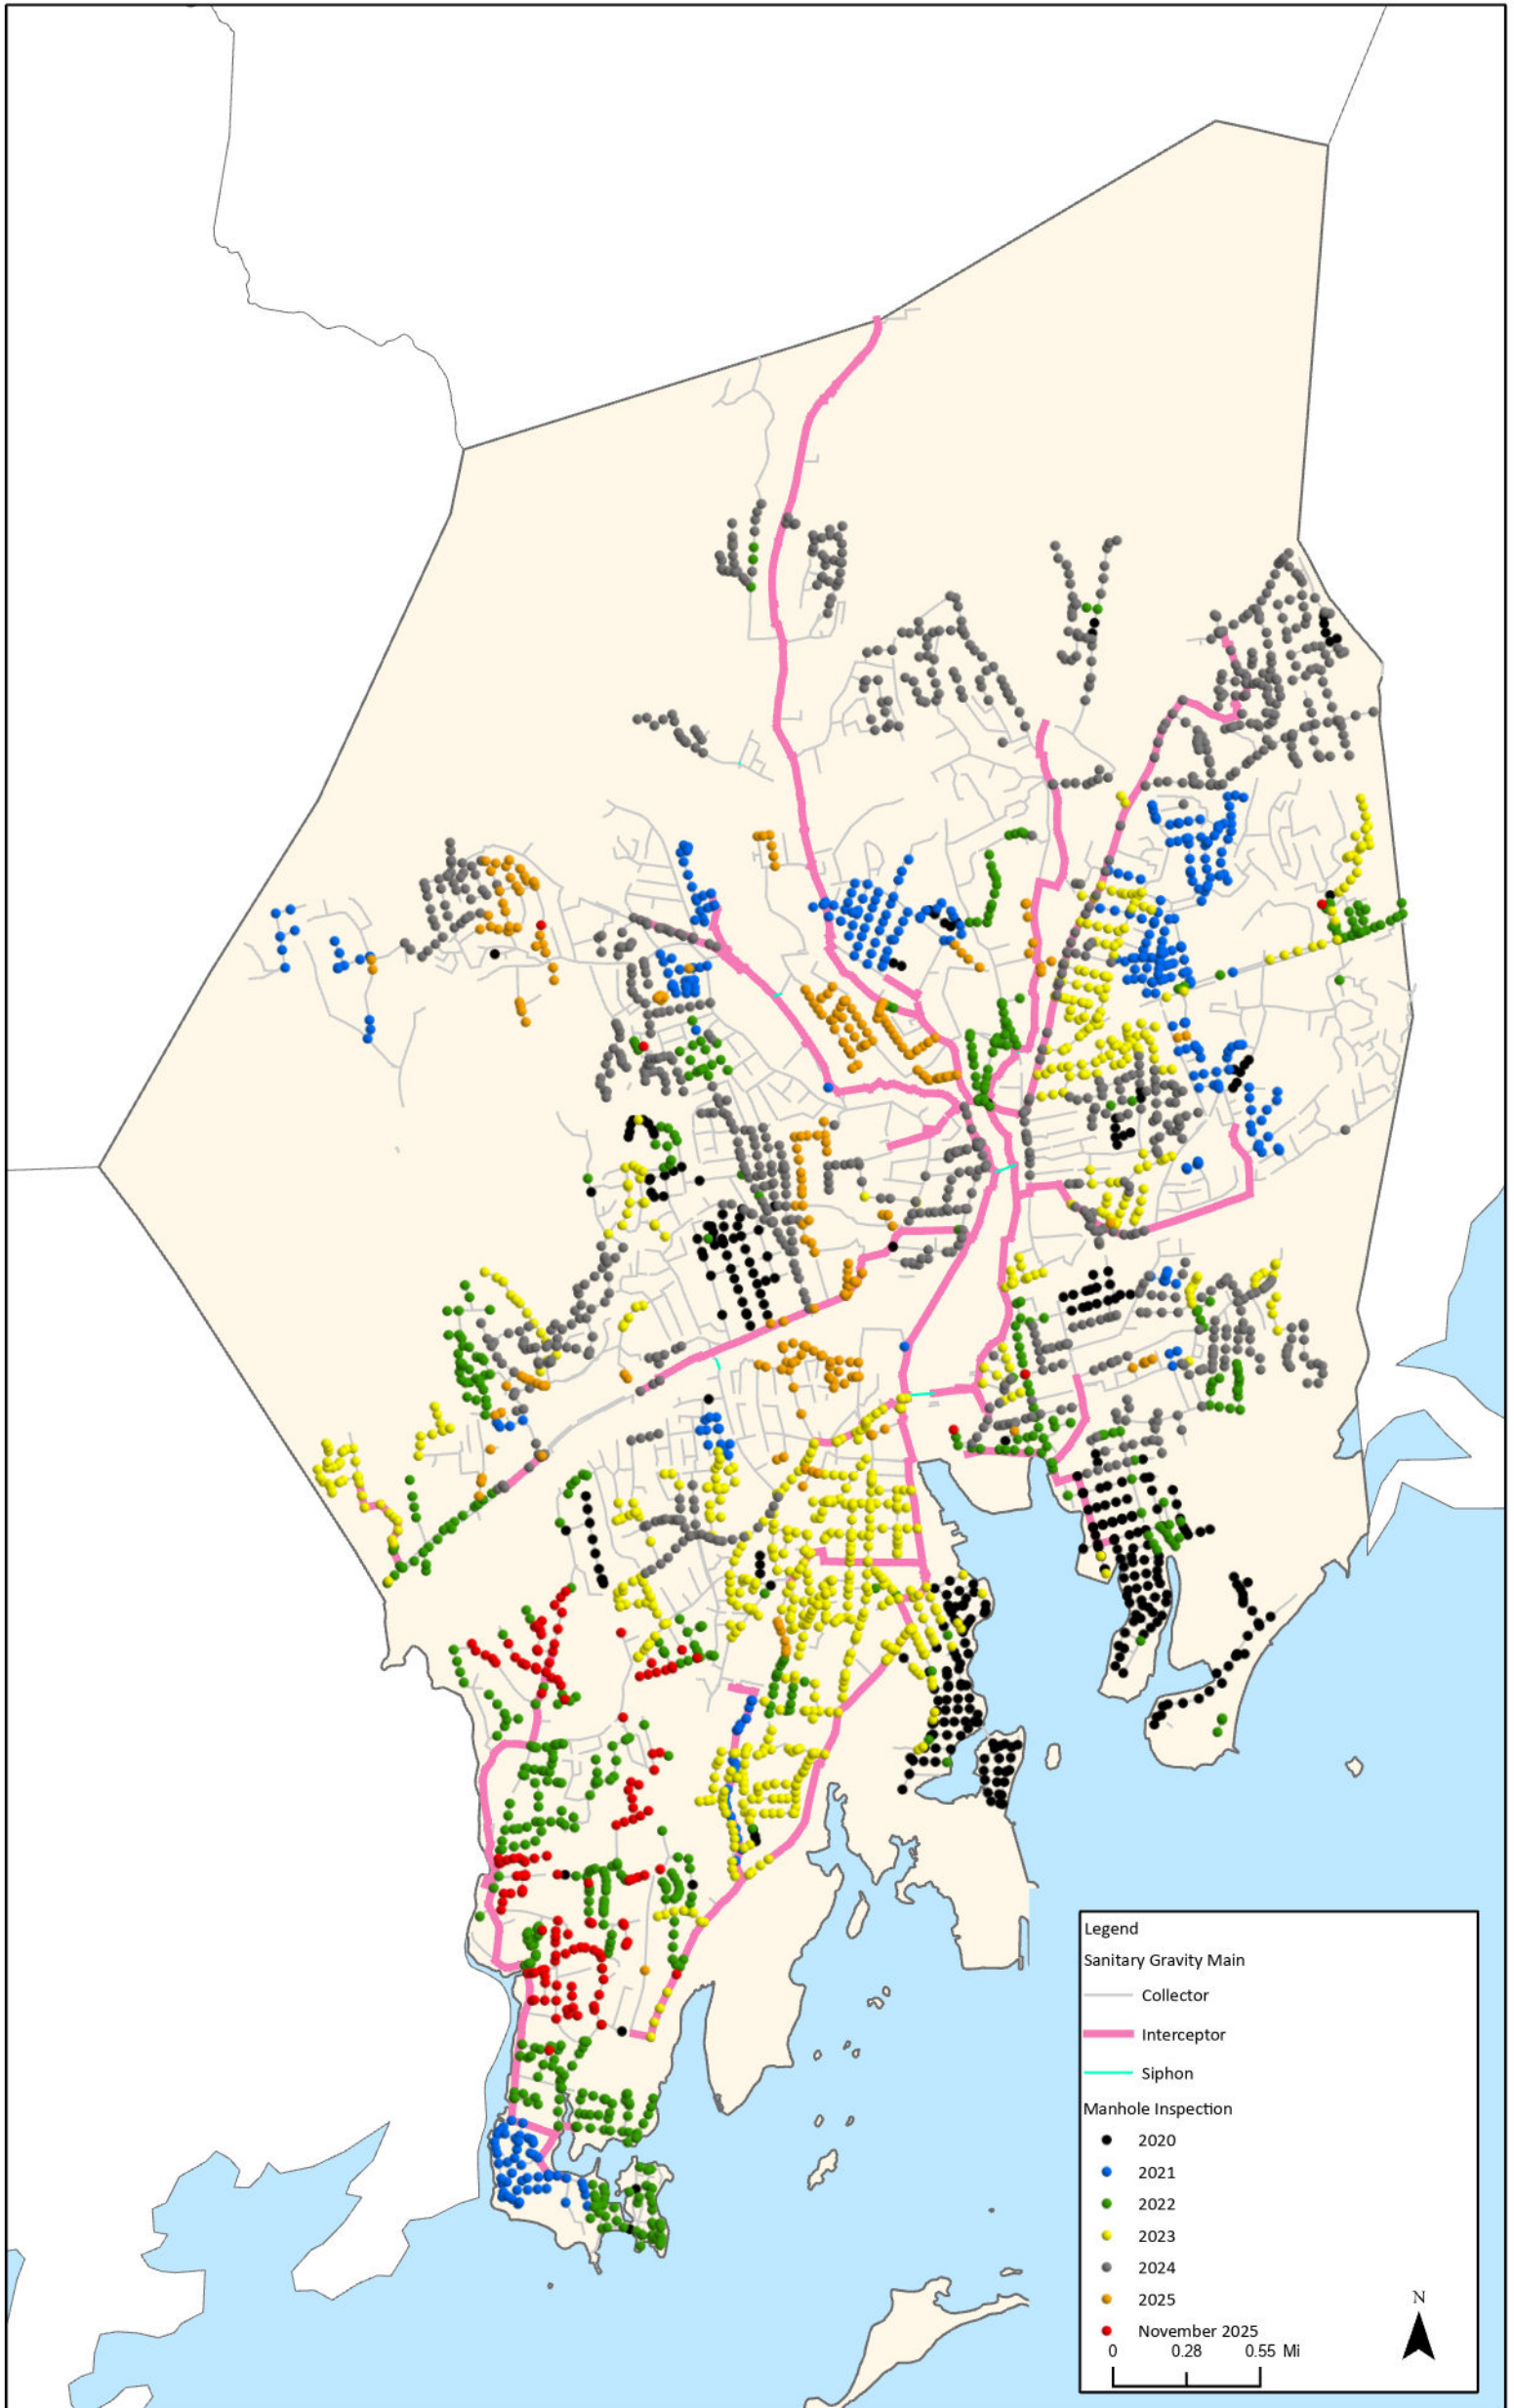 Legend
Sanitary Gravity Main
Collector
Interceptor
Siphon
Manhole Inspection
2020
2021
2022
2023
2024
2025
November 2025
N
0 0.28 0.55 Mi